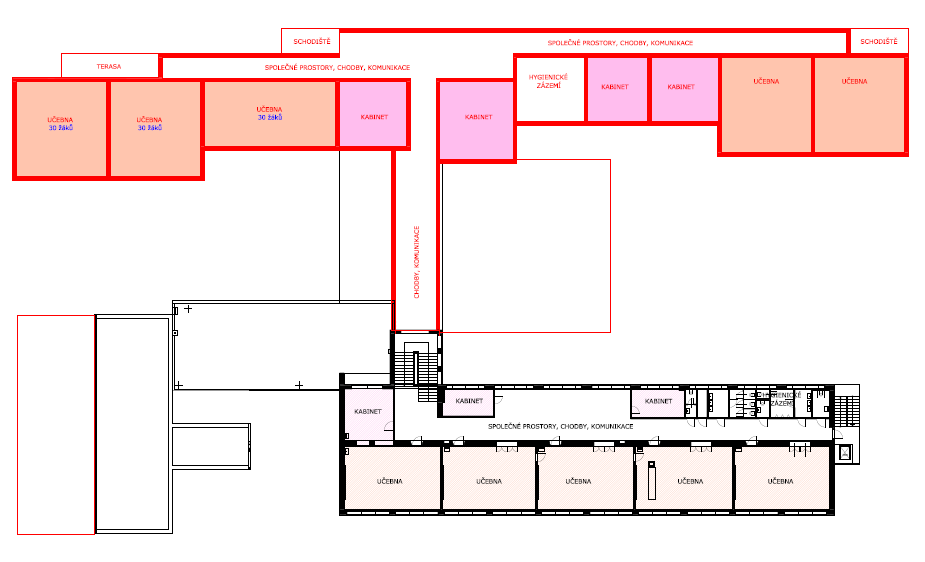 SCHODIŠTĚ
SPOLEČNÉ PROSTORY, CHODBY, KOMUNIKACE
SCHODIŠTĚ
TERASA
SPOLEČNÉ PROSTORY, CHODBY, KOMUNIKACE
UČEBNA
30 žáků
UČEBNA
30 žáků
UČEBNA
30 žáků
KABINET
KABINET
HYGIENICKÉ
ZÁZEMÍ
KABINET
KABINET
UČEBNA
UČEBNA
CHODBY, KOMUNIKACE
KABINET
KABINET
KABINET
HYGIENICKÉ
ZÁZEMÍ
SPOLEČNÉ PROSTORY, CHODBY, KOMUNIKACE
UČEBNA
UČEBNA
UČEBNA
UČEBNA
UČEBNA